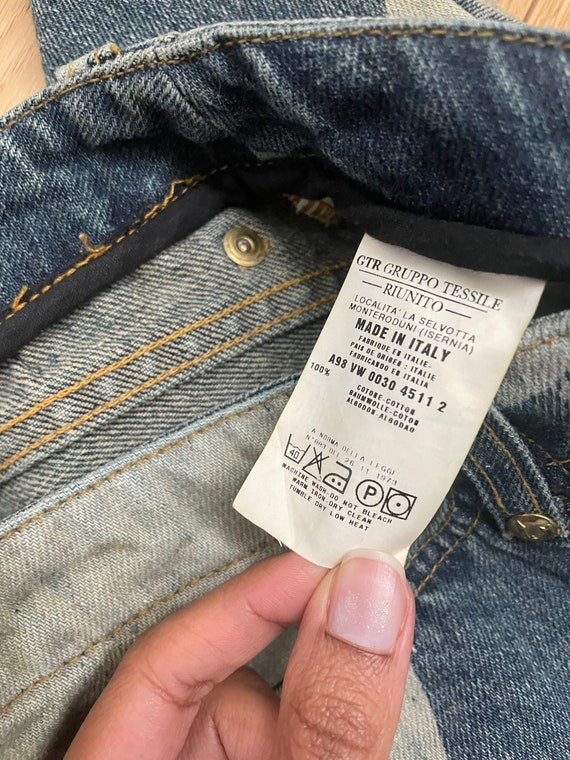 GTR GRUPPO TESSILE
RIUNITO
LOCALITA' LA SELVOTTA
MONTERODUNI (ISERNIA)
MADE IN ITALY
FABRIQUE EN ITALIE-
PAIS DE ORIGEN: ITALIE
FABRICANDO EN ITALIA
A98 VW 0030 4511 2
100%
COTONE-COTTON
BAUMWOLLE-COTON
ALGODON-ALGODAO
A NORMA DELLA LEGGE
N°883 DEL 26 11 1973
40 P
MACHINE WASH-DO NOT BLEACH
WARM IRON-DRY CLEAN
TUMBLE DRY LOW HEAT